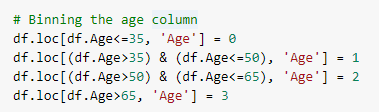 # Binning the age column
df.loc[df.Age<=35, 'Age'] = 0
df.loc[(df.Age>35) & (df.Age<=50), 'Age'] = 1
df.loc[(df.Age>50) & (df.Age<=65), 'Age'] = 2
df.loc[df.Age>65, 'Age'] = 3